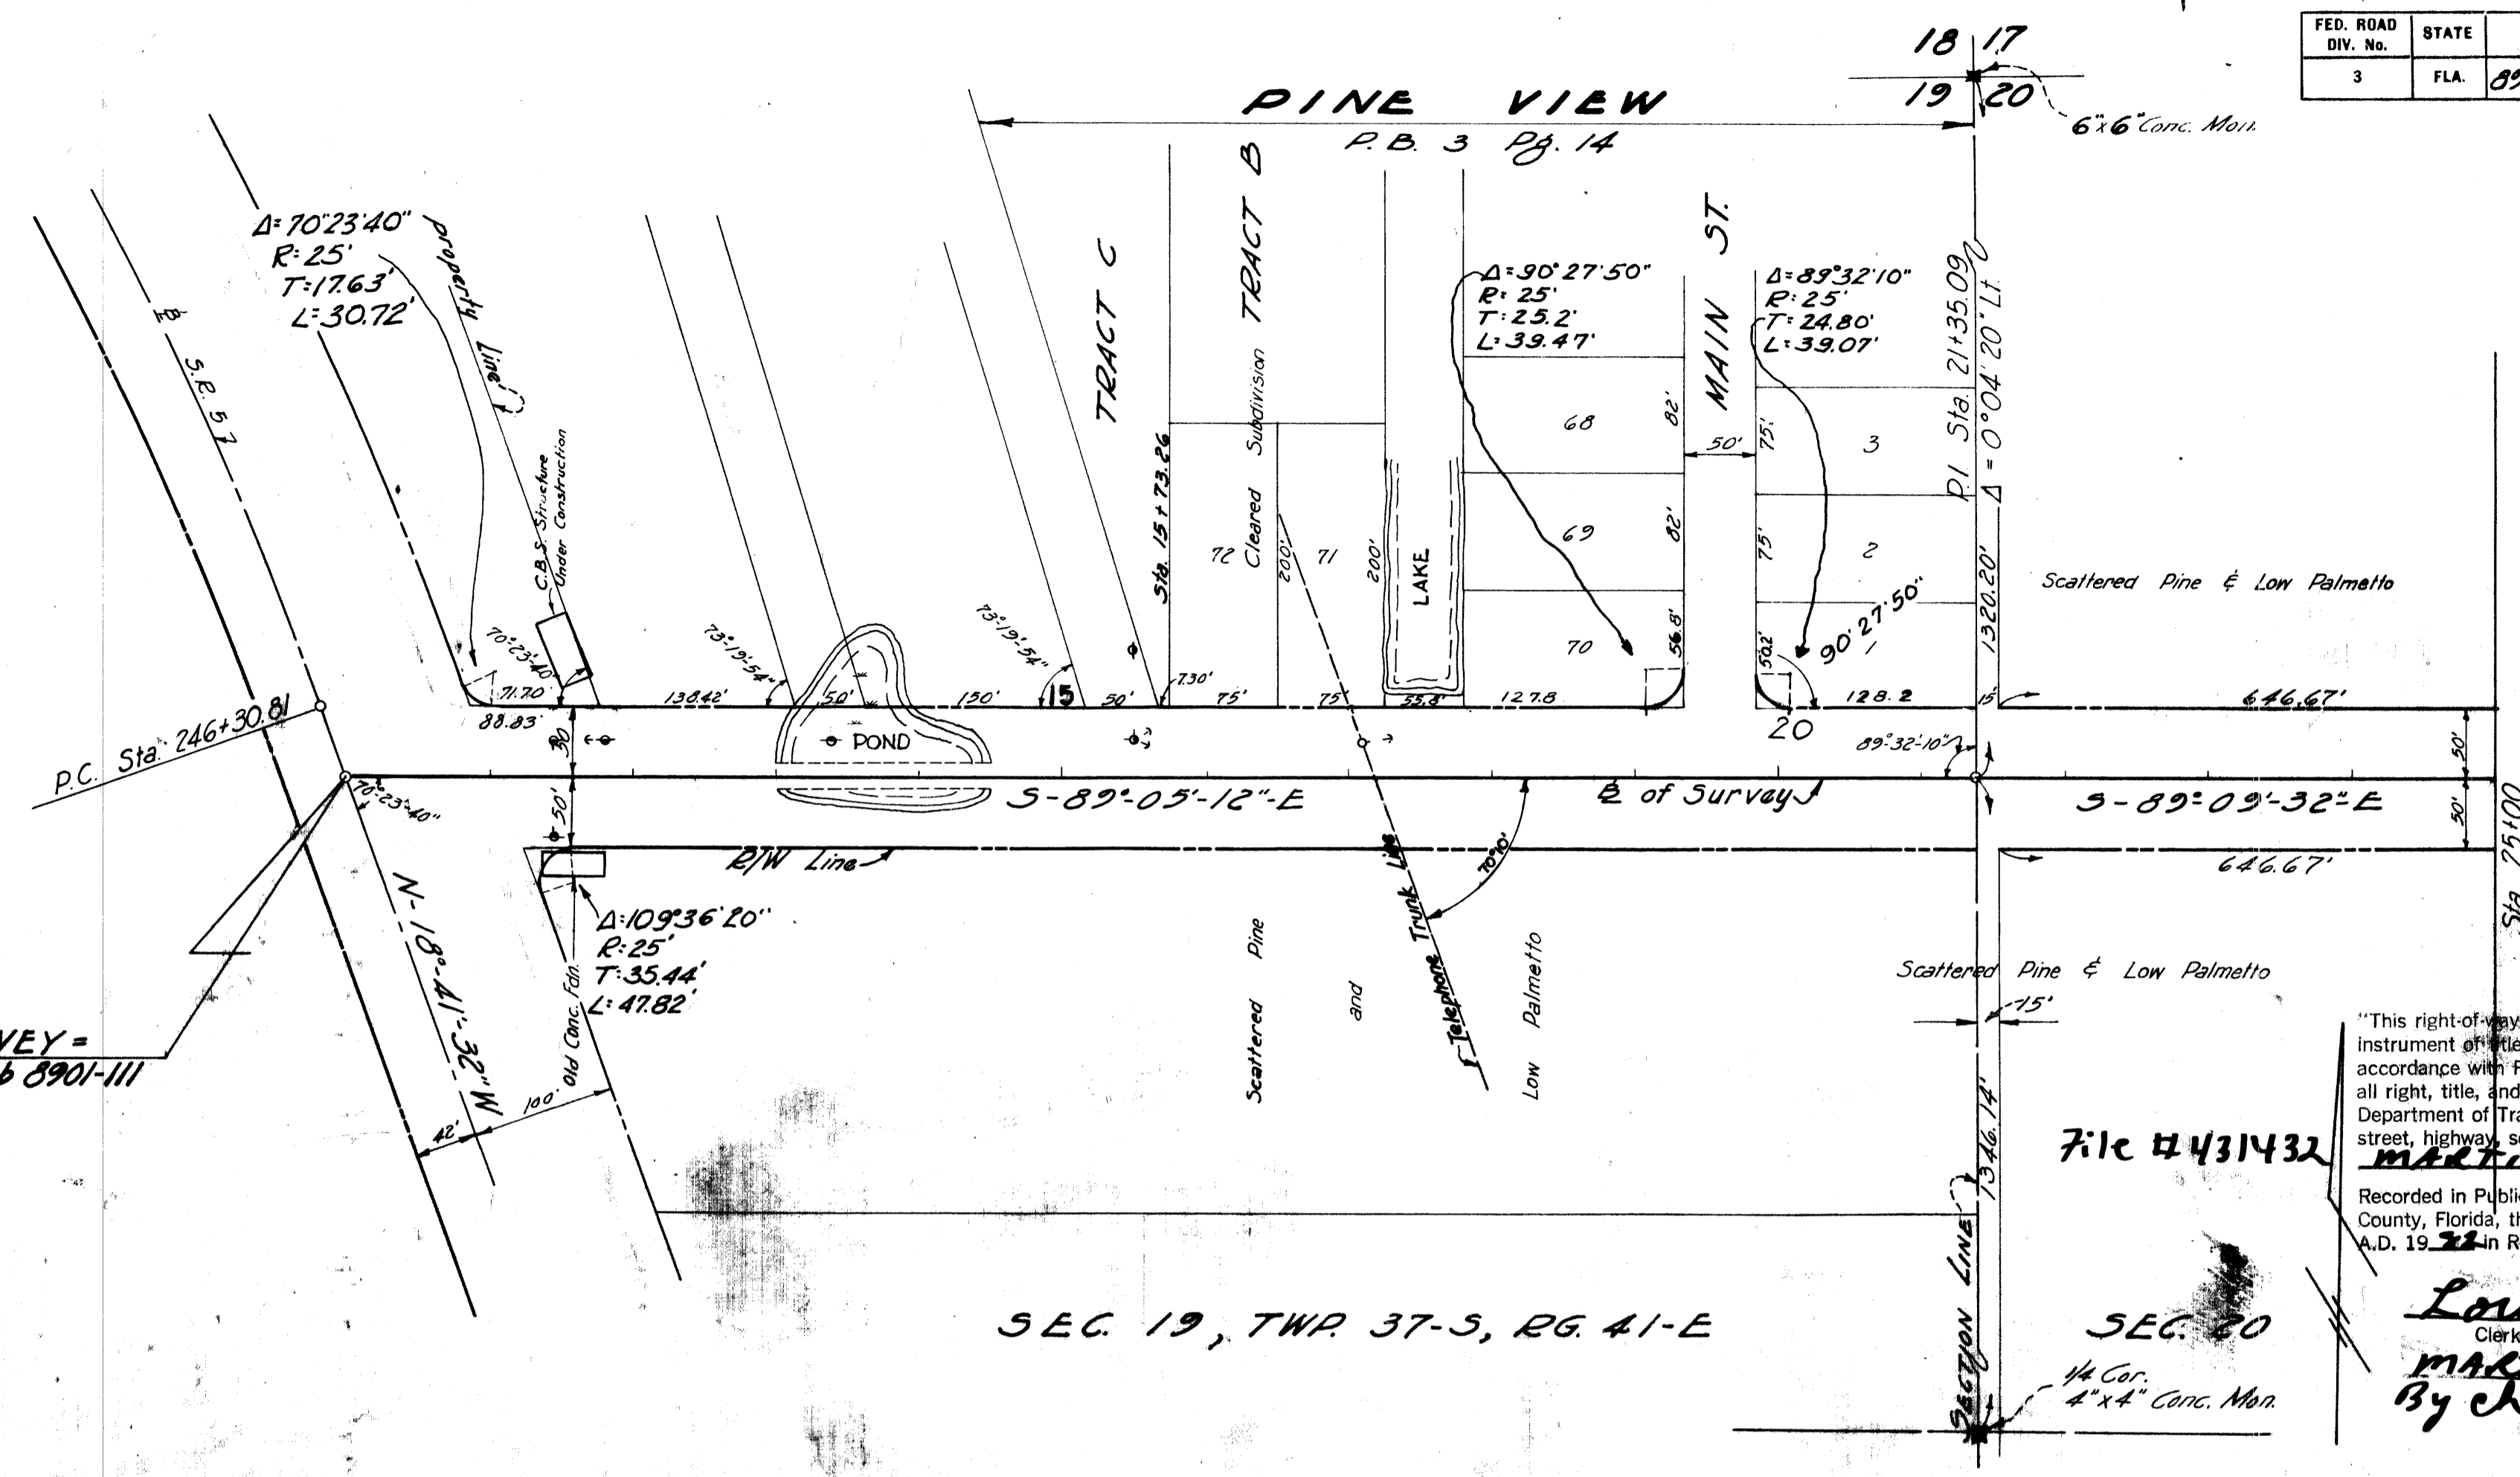 FED. ROAD DIV. No.
STATE
3
FLA.
18 17
19 20
6"x6" Conc. Mon.
PINE VIEW
P.B. 3 Pg. 14
Δ=70°23'40"
R=25'
T=17.63'
L=30.72'
property Line
S.R. 57
C.B.S. Structure
Under Construction
TRACT C
TRACT B
Cleared Subdivision
Sta. 15+73.26
Δ=90°27'50"
R=25'
T=25.2'
L=39.47'
MAIN ST.
Δ=89°32'10"
R=25'
T=24.80'
L=39.07'
P.I. Sta. 21+35.09
Δ=0°04'20" Lt.
68
82'
50'
75'
3
69
82'
75'
2
72
200'
71
200'
LAKE
70
56.8'
50.2'
90°27'50"
1
1320.20'
Scattered Pine & Low Palmetto
70°-23'-40"
73°-19'-54"
73°-19'-54"
71.70
138.42'
50'
150'
15
50'
7.30'
75'
75'
55.8'
127.8
128.2
15'
646.67'
88.83'
20
P.C. Sta. 246+30.81
50'
POND
89°-32'-10"
50'
70°-23'-40"
50'
S-89°-05'-12"-E
B of Survey
S-89°-09'-32"-E
50'
R/W Line
70°10'
646.67'
Sta 25+00
N-18°-41'-32"W
Δ=109°36'20"
R=25'
T=35.44'
L=47.82'
Old Conc. Fdn.
Scattered Pine
and
Low Palmetto
Telephone Trunk Line
Scattered Pine & Low Palmetto
15'
VEY =
8901-111
100'
42'
1346.14'
File #431432
"This right-of-way
instrument of
accordance with
all right, title, and
Department of
street, highway,
Recorded in
County, Florida,
A.D. 19 in
SECTION LINE
SEC. 19, TWP. 37-S, RG. 41-E
SEC. 20
1/4 Cor.
4"x4" Conc. Mon.
Clerk
By